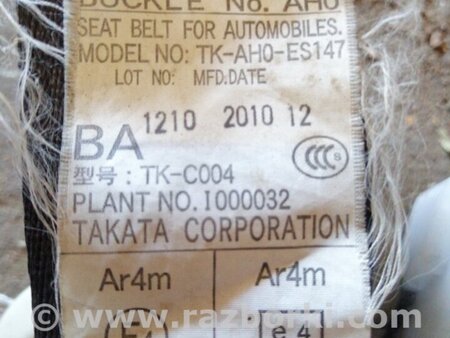 BUCKLE No. AH0
SEAT BELT FOR AUTOMOBILES.
MODEL NO: TK-AH0-ES147
LOT NO: MFD.DATE
BA 1210 2010 12
CCC S
型号: TK-C004
PLANT NO. I000032
TAKATA CORPORATION
Ar4m Ar4m
E4 e4
www.razborki.com